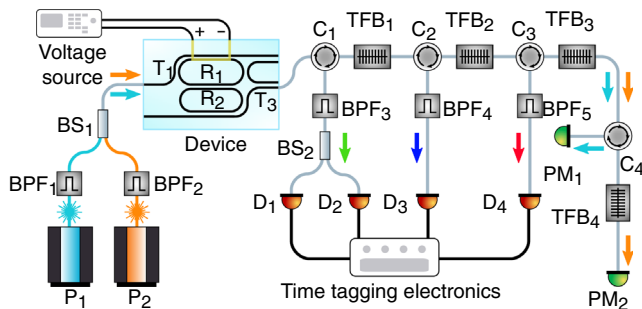 Voltage
source
+ −
T1
R1
R2
T3
Device
C1
TFB1
C2
TFB2
C3
TFB3
BS1
BPF1
BPF2
P1
P2
BPF3
BPF4
BPF5
BS2
D1
D2
D3
D4
Time tagging electronics
PM1
C4
TFB4
PM2